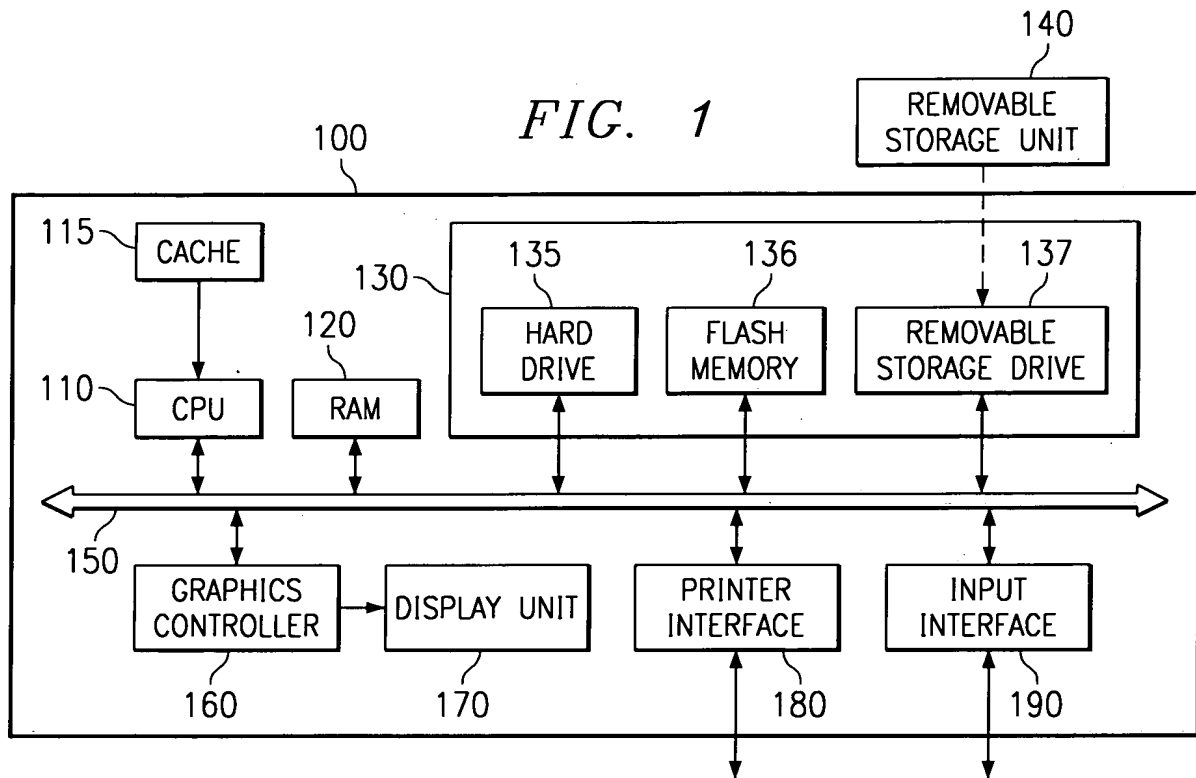 140
REMOVABLE
STORAGE UNIT
FIG. 1
100
115
CACHE
130
135
136
137
HARD
DRIVE
FLASH
MEMORY
REMOVABLE
STORAGE DRIVE
110
CPU
120
RAM
150
GRAPHICS
CONTROLLER
DISPLAY UNIT
PRINTER
INTERFACE
INPUT
INTERFACE
160
170
180
190